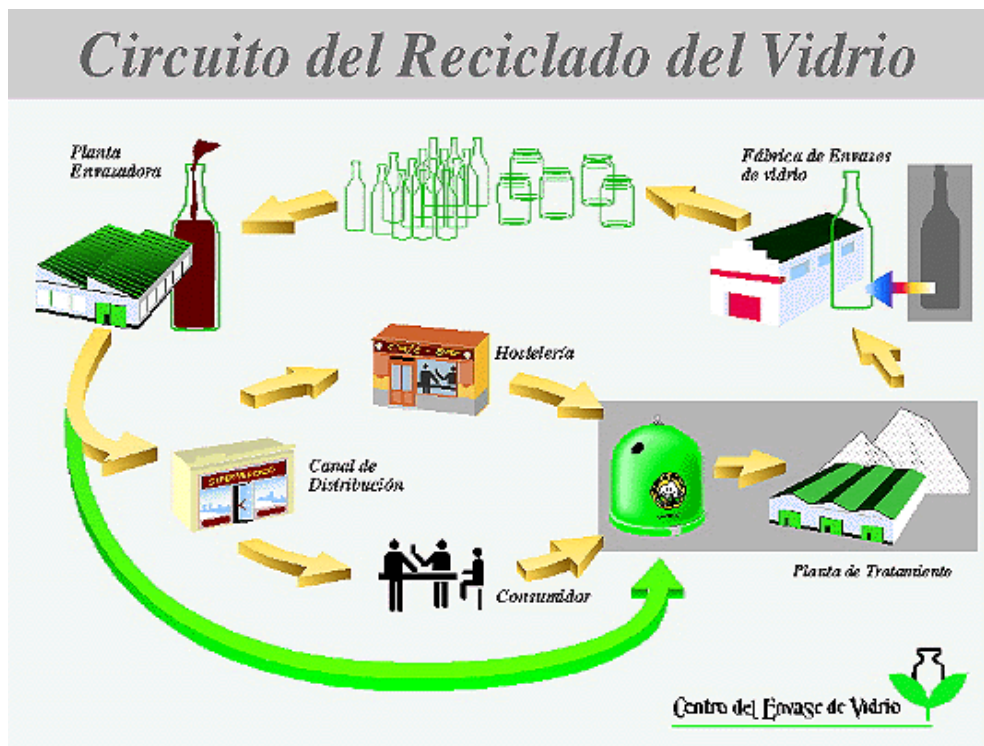 Circuito del Reciclado del Vidrio
Planta
Envasadora
Fábrica de Envases
de vidrio
Hostelería
Canal de
Distribución
SUPERMERCADO
Consumidor
Planta de Tratamiento
Centro del Envase de Vidrio